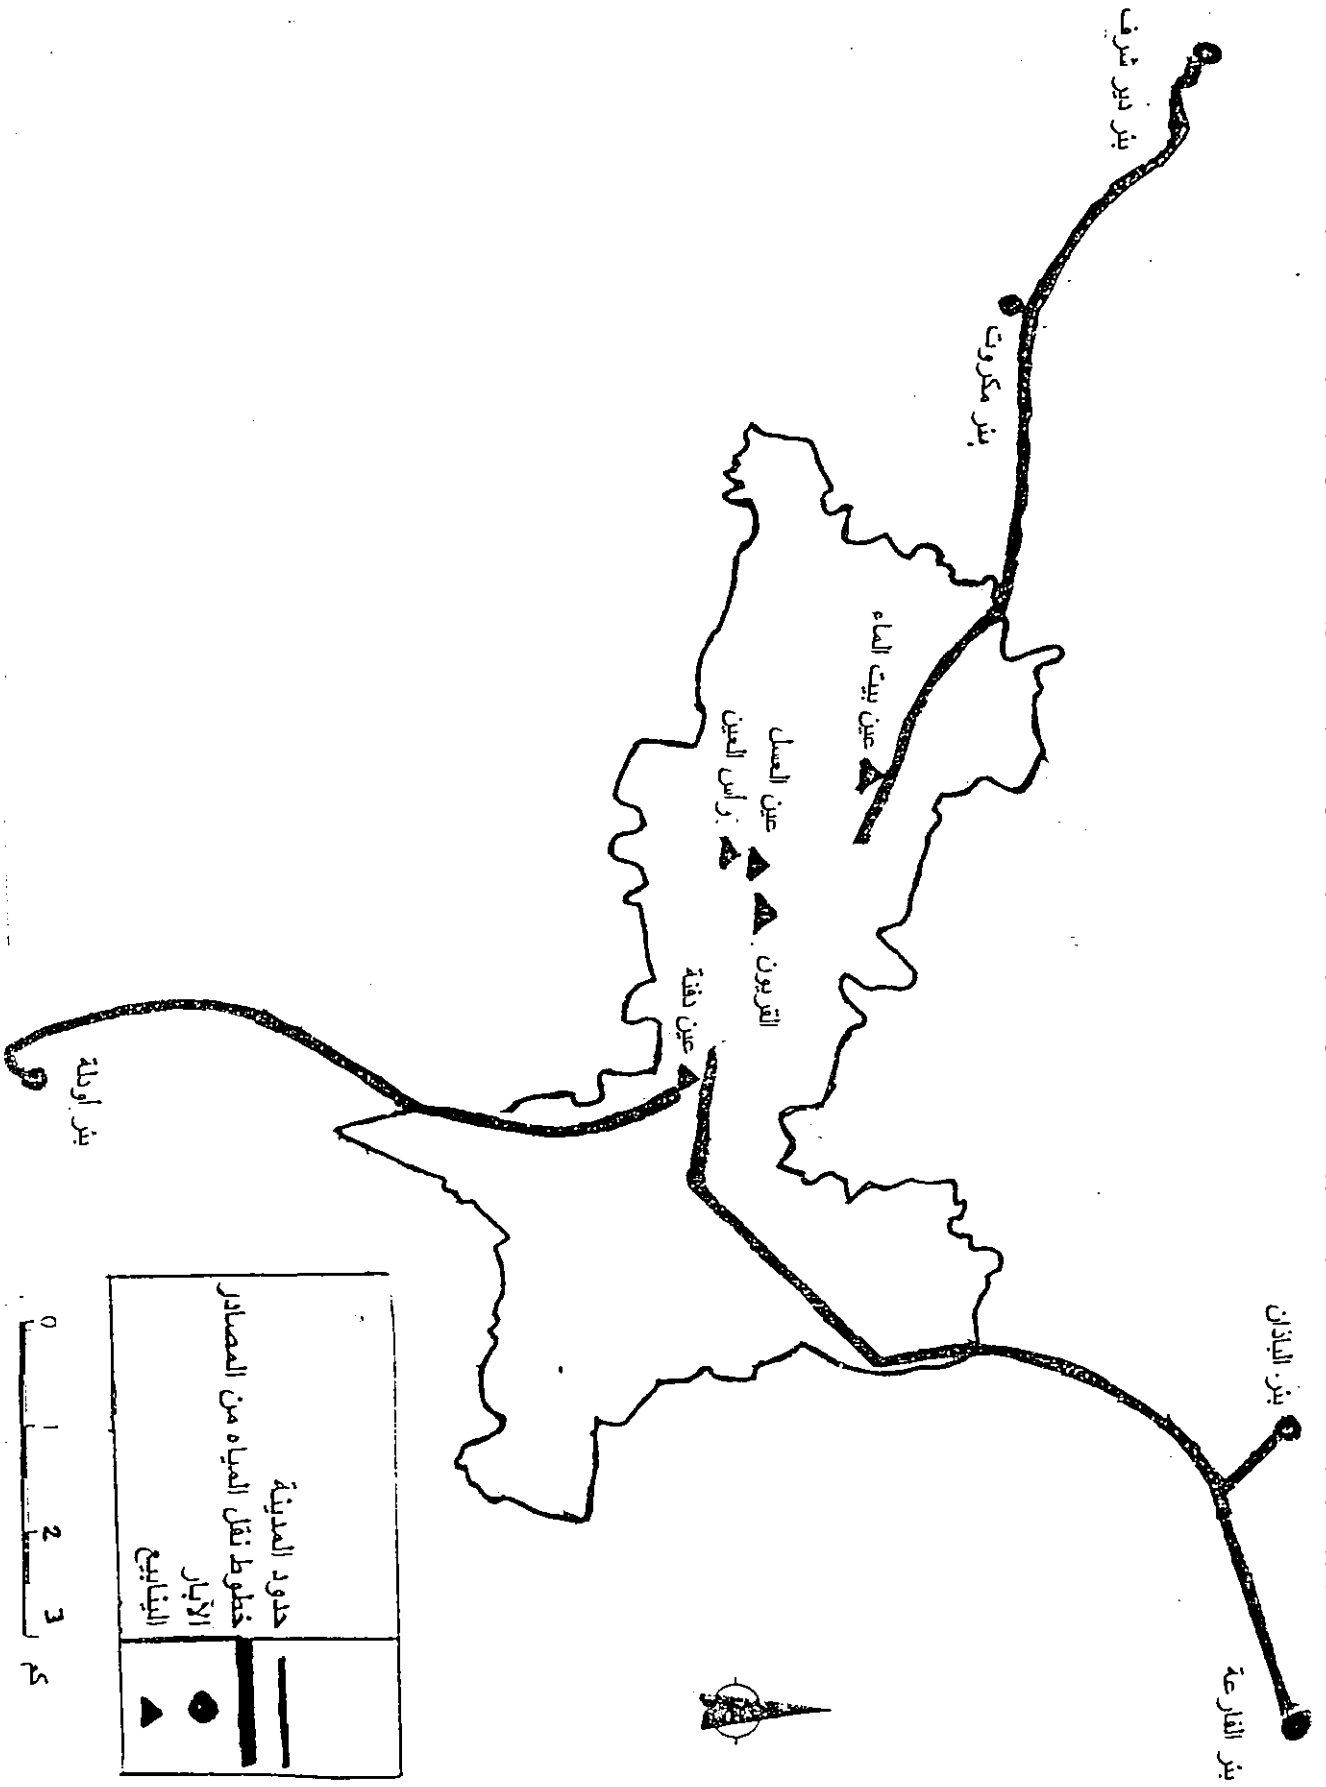 بئر دير شرف
بئر مكروت
عين بيت الماء
عين العسل
رأس العين
القريون
عين دفنة
بئر أودلة
بئر الباذان
بئر الفارعة
حدود المدينة
خطوط نقل المياه من المصادر
الآبار
الينابيع
0 1 2 3 كم